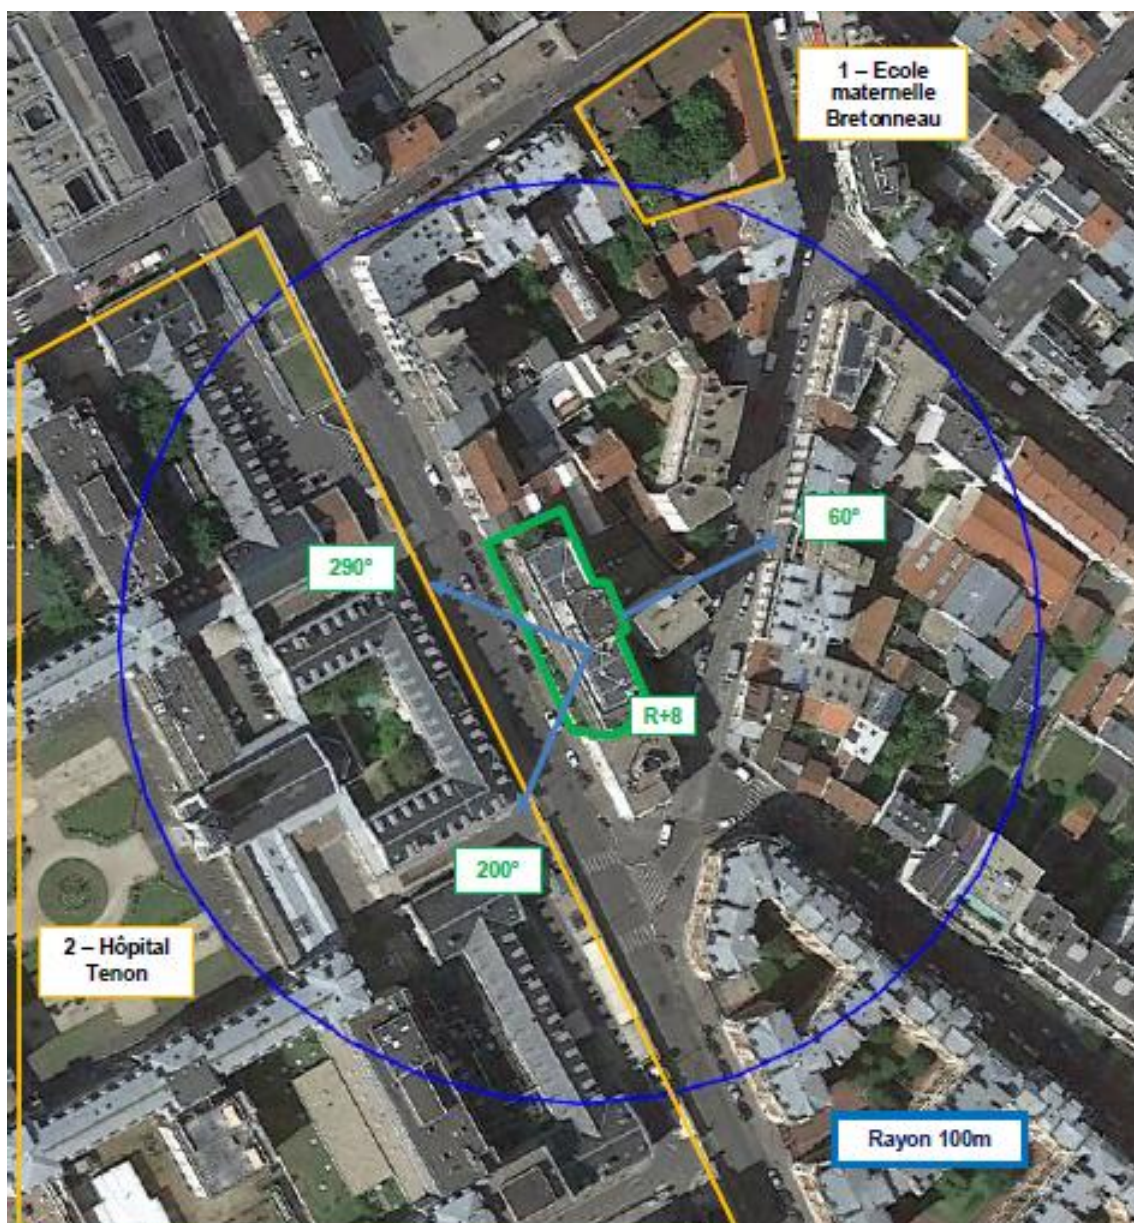 1 – Ecole
maternelle
Bretonneau
60°
290°
R+8
200°
2 – Hôpital
Tenon
Rayon 100m